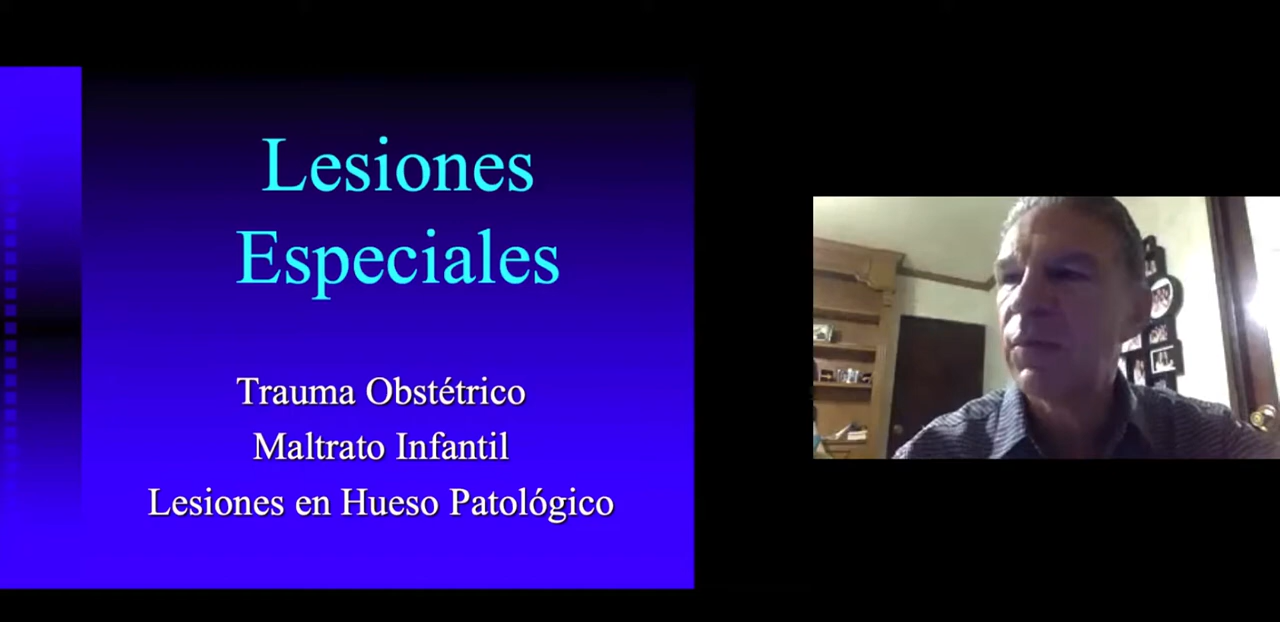 Lesiones
Especiales
Trauma Obstétrico
Maltrato Infantil
Lesiones en Hueso Patológico